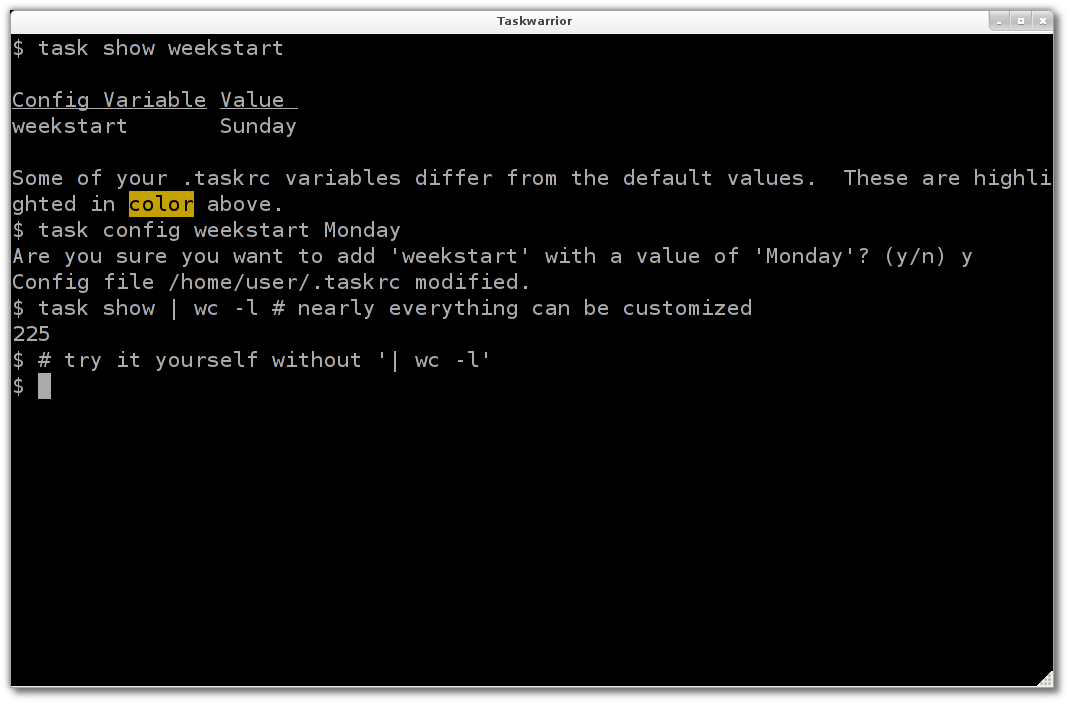 Taskwarrior
$ task show weekstart
Config Variable Value
weekstart       Sunday
Some of your .taskrc variables differ from the default values.  These are highli
ghted in color above.
$ task config weekstart Monday
Are you sure you want to add 'weekstart' with a value of 'Monday'? (y/n) y
Config file /home/user/.taskrc modified.
$ task show | wc -l # nearly everything can be customized
225
$ # try it yourself without '| wc -l'
$